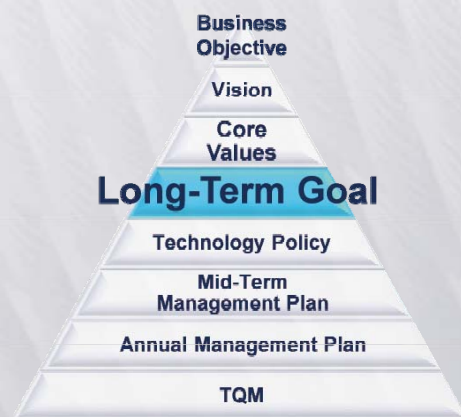 Business
Objective
Vision
Core
Values
Long-Term Goal
Technology Policy
Mid-Term
Management Plan
Annual Management Plan
TQM